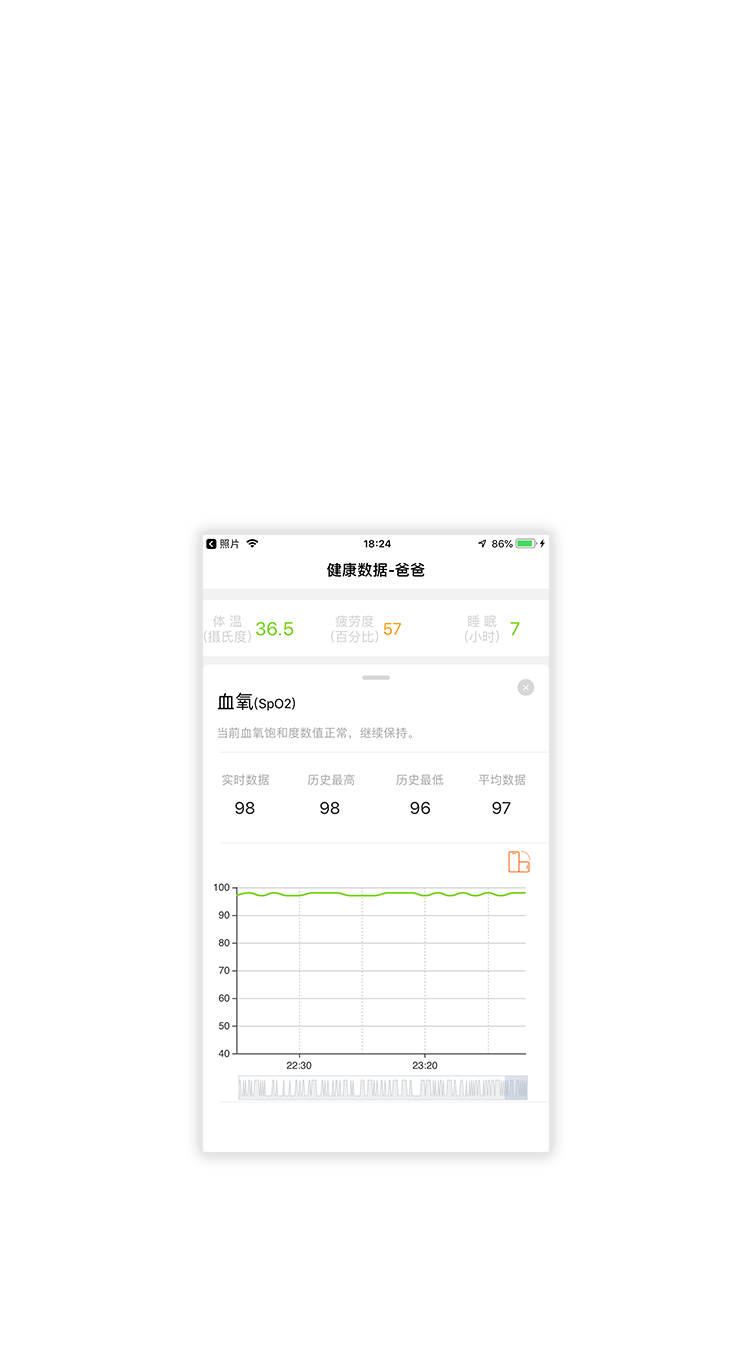 照片 18:24 86%
健康数据-爸爸
体 温 36.5 疲劳度 57 睡 眠 7
(摄氏度) (百分比) (小时)
血氧(SpO2)
当前血氧饱和度数值正常，继续保持。
实时数据 历史最高 历史最低 平均数据
98 98 96 97
100
90
80
70
60
50
40
22:30 23:20